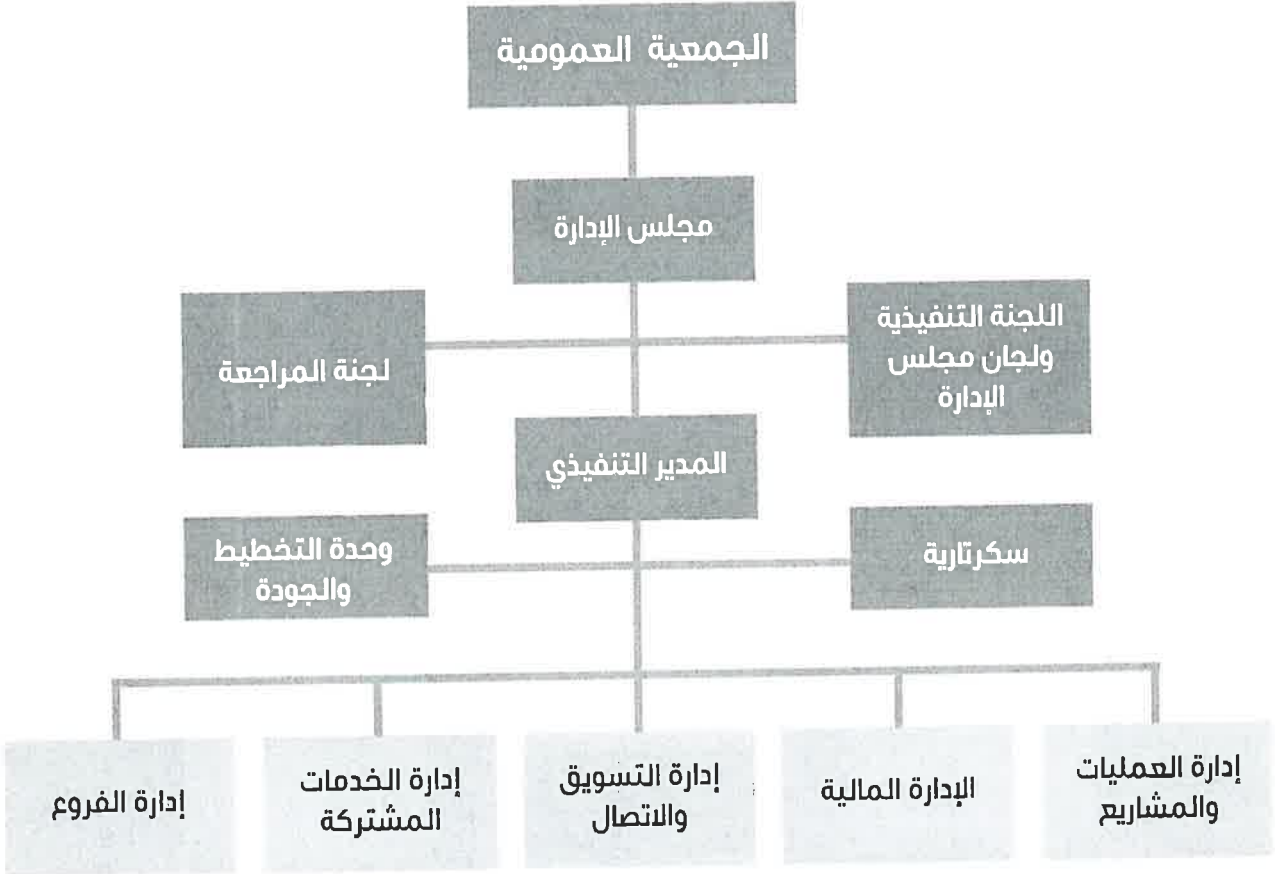 الجمعية العمومية
مجلس الإدارة
اللجنة التنفيذية
ولجان مجلس
الإدارة
لجنة المراجعة
المدير التنفيذي
سكرتارية
وحدة التخطيط
والجودة
إدارة العمليات
والمشاريع
الإدارة المالية
إدارة التسويق
والاتصال
إدارة الخدمات
المشتركة
إدارة الفروع